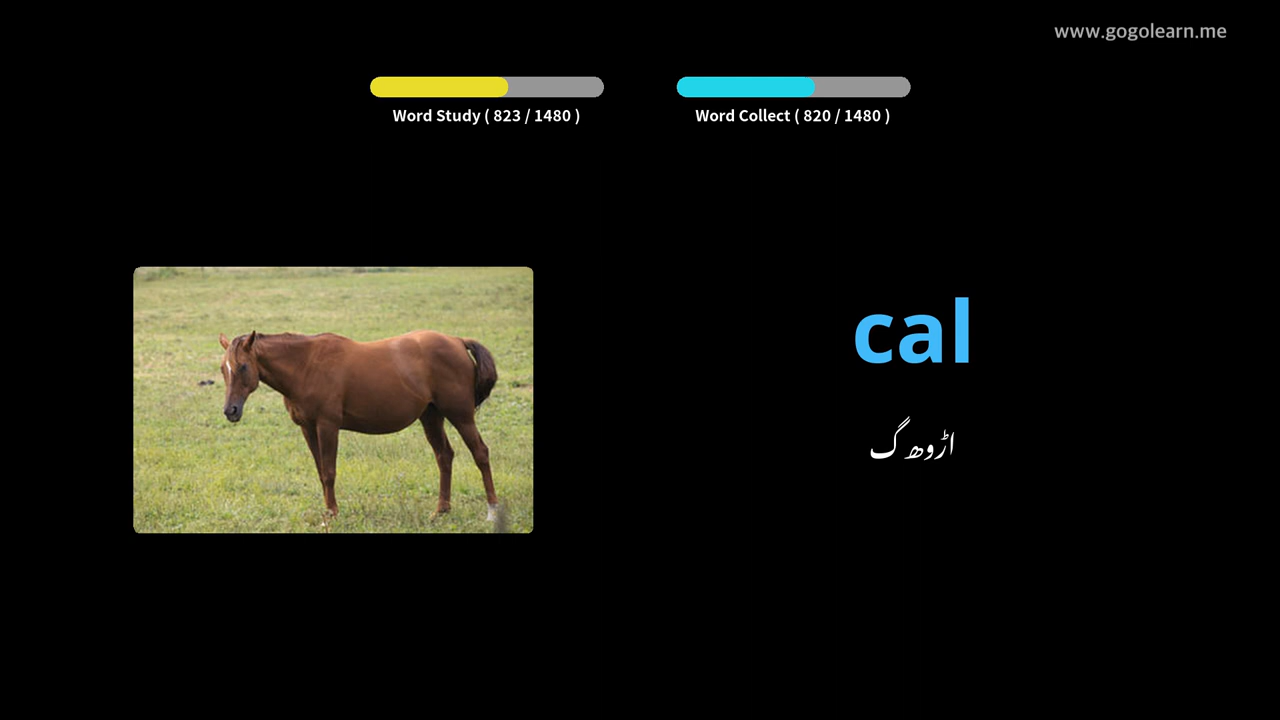 www.gogolearn.me
Word Study ( 823 / 1480 )
Word Collect ( 820 / 1480 )
cal
اڑوھ گ